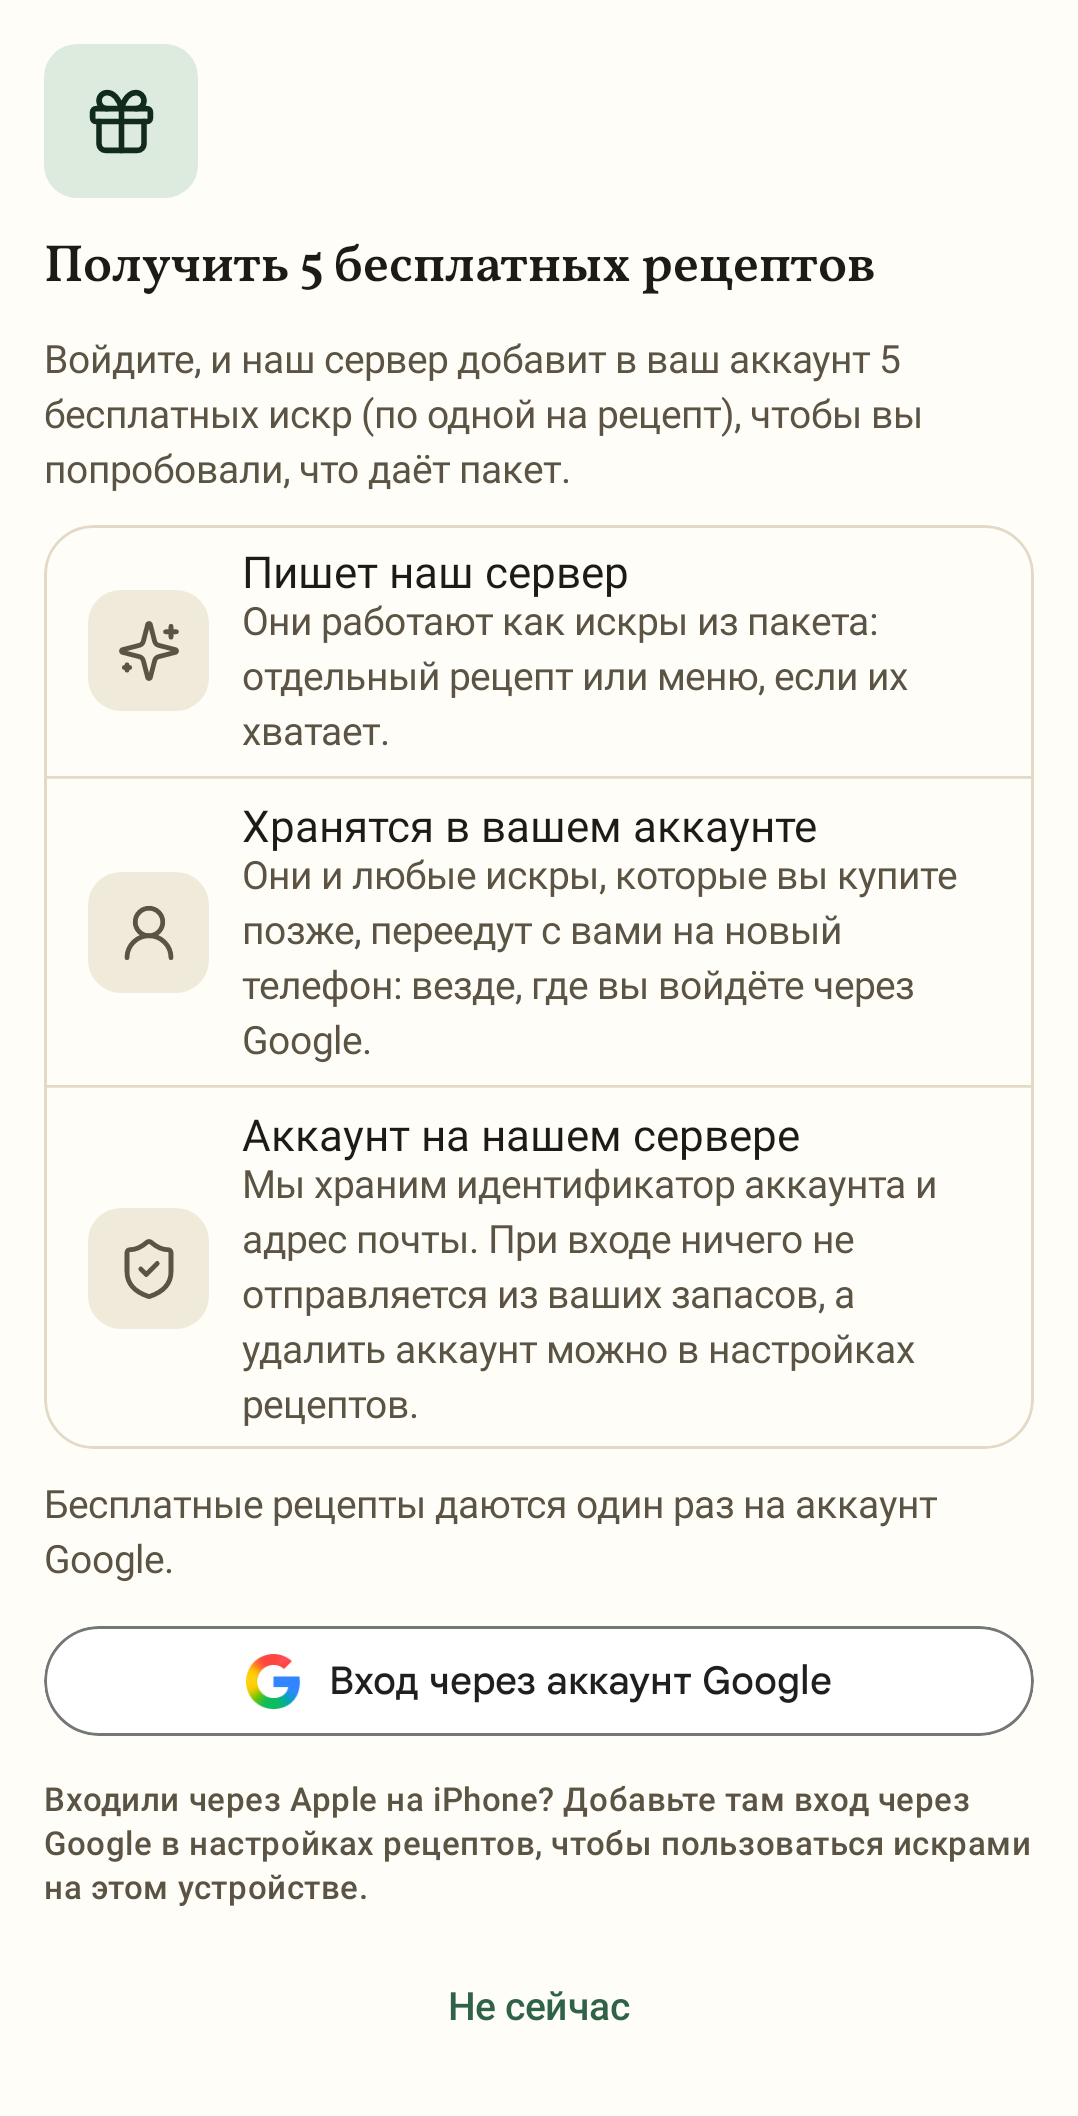 Получить 5 бесплатных рецептов
Войдите, и наш сервер добавит в ваш аккаунт 5
бесплатных искр (по одной на рецепт), чтобы вы
попробовали, что даёт пакет.
Пишет наш сервер
Они работают как искры из пакета:
отдельный рецепт или меню, если их
хватает.
Хранятся в вашем аккаунте
Они и любые искры, которые вы купите
позже, переедут с вами на новый
телефон: везде, где вы войдёте через
Google.
Аккаунт на нашем сервере
Мы храним идентификатор аккаунта и
адрес почты. При входе ничего не
отправляется из ваших запасов, а
удалить аккаунт можно в настройках
рецептов.
Бесплатные рецепты даются один раз на аккаунт
Google.
Вход через аккаунт Google
Входили через Apple на iPhone? Добавьте там вход через
Google в настройках рецептов, чтобы пользоваться искрами
на этом устройстве.
Не сейчас